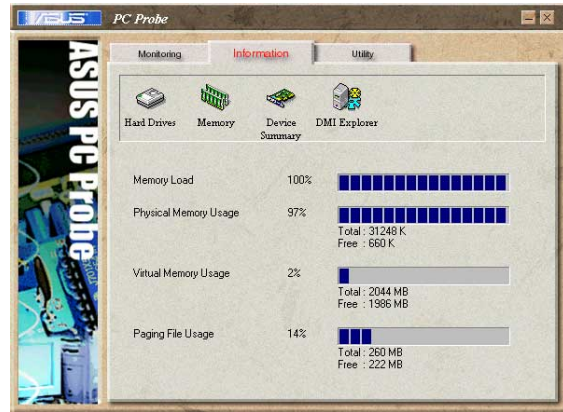 /ISUS
PC Probe
ASUS PC Probe
Monitoring
Information
Utility
Hard Drives
Memory
Device
Summary
DMI Explorer
Memory Load 100%
Physical Memory Usage 97%
Total : 31248 K
Free : 660 K
Virtual Memory Usage 2%
Total : 2044 MB
Free : 1986 MB
Paging File Usage 14%
Total : 260 MB
Free : 222 MB